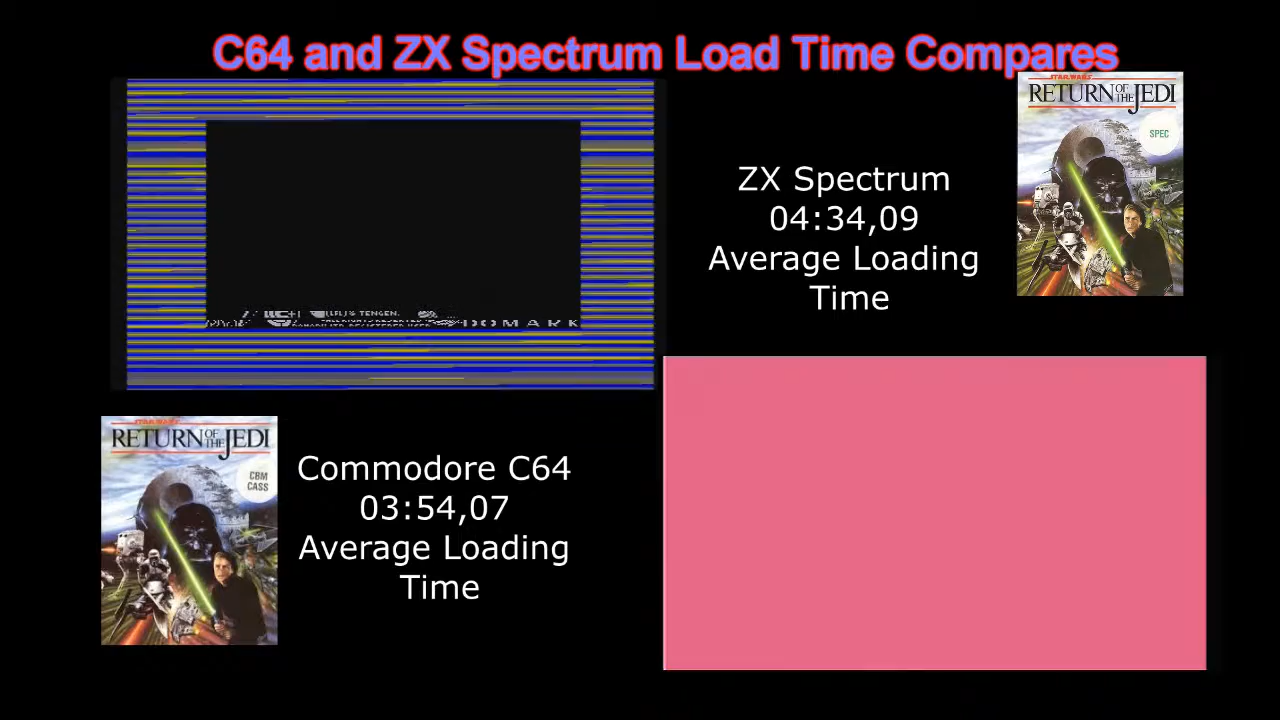 C64 and ZX Spectrum Load Time Compares
STAR WARS
RETURN OF THE JEDI
SPEC
ZX Spectrum
04:34,09
Average Loading
Time
TENGEN.
DOMARK
STAR WARS
RETURN OF THE JEDI
CBM
CASS
Commodore C64
03:54,07
Average Loading
Time